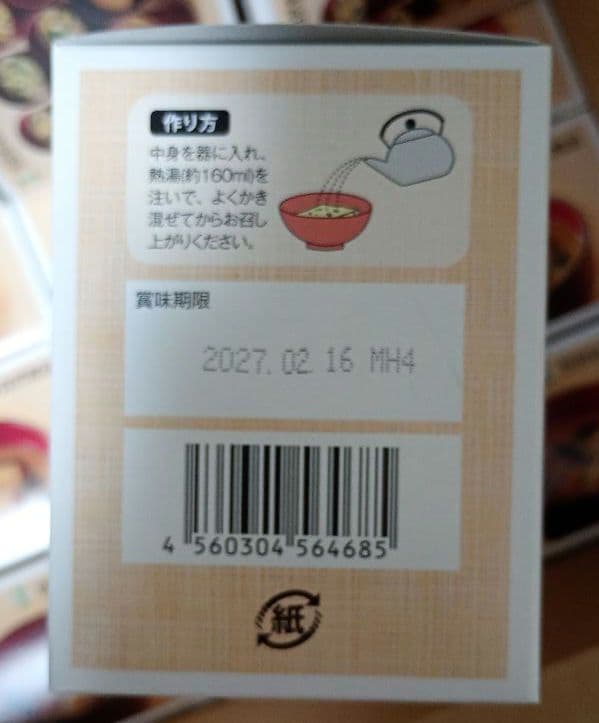 作り方
中身を器に入れ、
熱湯(約160ml)を
注いで、よくかき
混ぜてからお召し
上がりください。
賞味期限
2027.02.16 MH4
4 560304 564685
紙